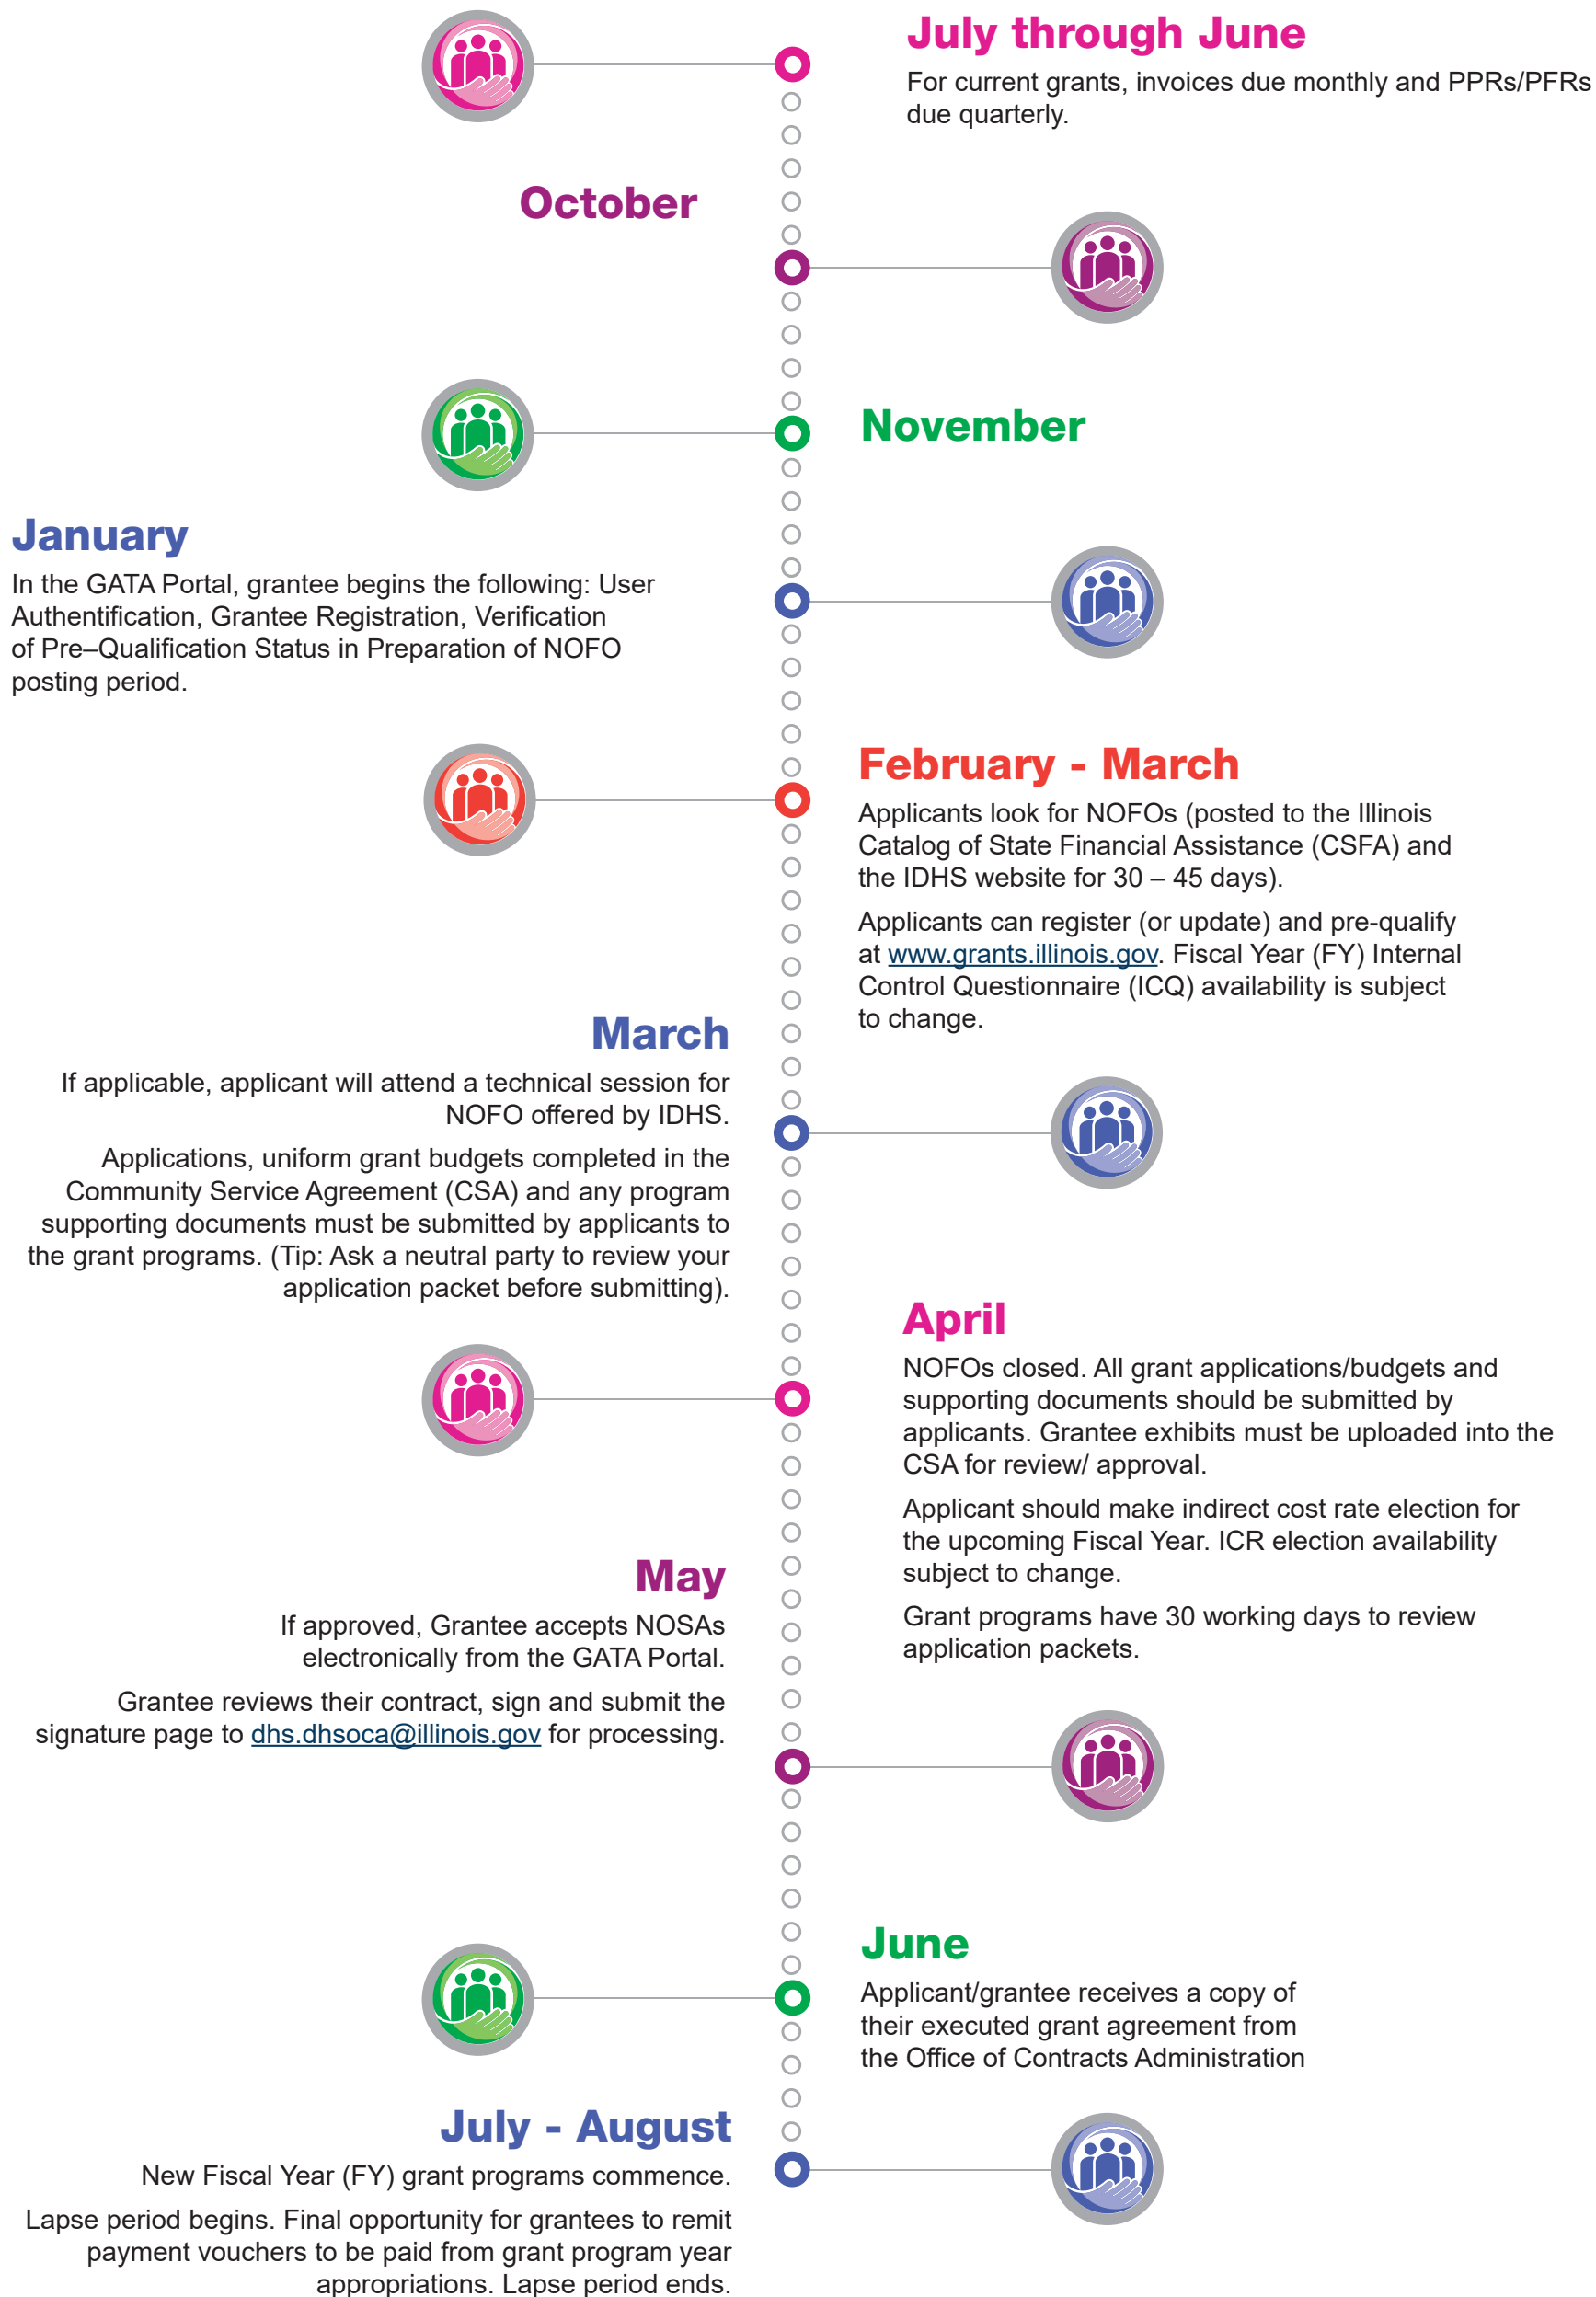 July through June
For current grants, invoices due monthly and PPRs/PFRs
due quarterly.
October
November
January
In the GATA Portal, grantee begins the following: User
Authentification, Grantee Registration, Verification
of Pre–Qualification Status in Preparation of NOFO
posting period.
February - March
Applicants look for NOFOs (posted to the Illinois
Catalog of State Financial Assistance (CSFA) and
the IDHS website for 30 – 45 days).
Applicants can register (or update) and pre-qualify
at www.grants.illinois.gov. Fiscal Year (FY) Internal
Control Questionnaire (ICQ) availability is subject
to change.
March
If applicable, applicant will attend a technical session for
NOFO offered by IDHS.
Applications, uniform grant budgets completed in the
Community Service Agreement (CSA) and any program
supporting documents must be submitted by applicants to
the grant programs. (Tip: Ask a neutral party to review your
application packet before submitting).
April
NOFOs closed. All grant applications/budgets and
supporting documents should be submitted by
applicants. Grantee exhibits must be uploaded into the
CSA for review/ approval.
Applicant should make indirect cost rate election for
the upcoming Fiscal Year. ICR election availability
subject to change.
Grant programs have 30 working days to review
application packets.
May
If approved, Grantee accepts NOSAs
electronically from the GATA Portal.
Grantee reviews their contract, sign and submit the
signature page to dhs.dhsoca@illinois.gov for processing.
June
Applicant/grantee receives a copy of
their executed grant agreement from
the Office of Contracts Administration
July - August
New Fiscal Year (FY) grant programs commence.
Lapse period begins. Final opportunity for grantees to remit
payment vouchers to be paid from grant program year
appropriations. Lapse period ends.